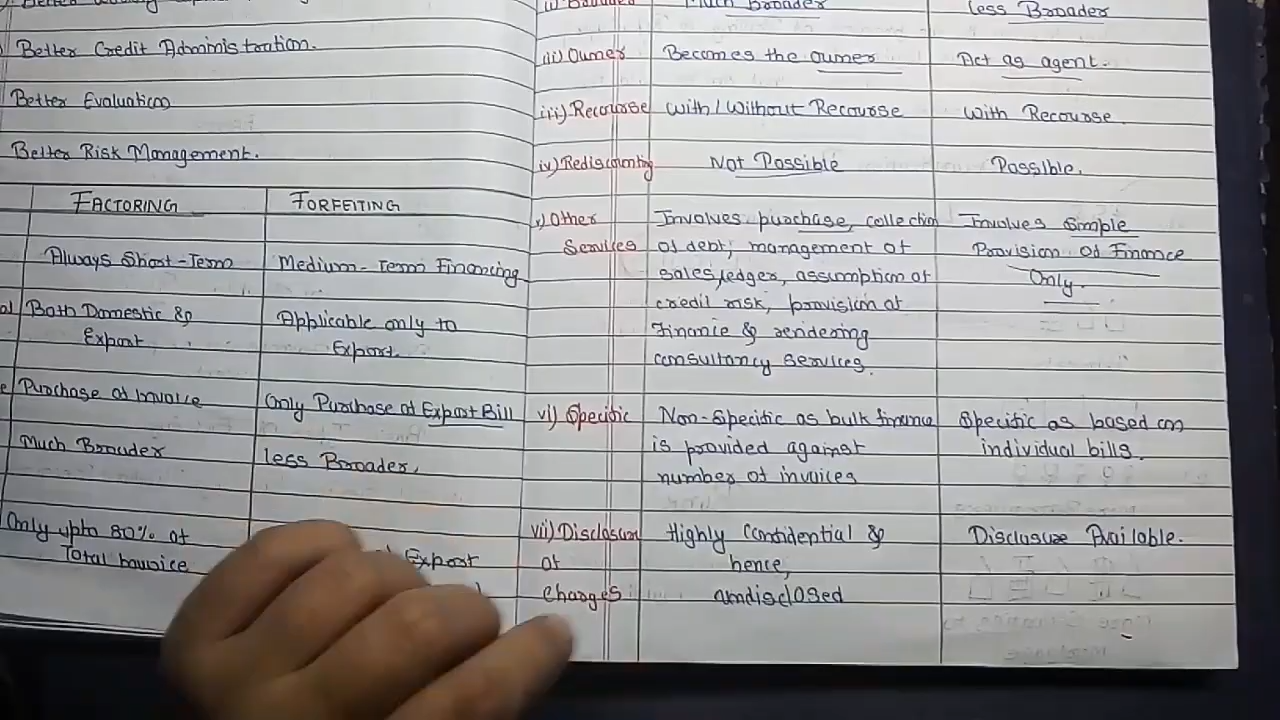 Better Credit Administration.
Better Evaluation
Better Risk Management.
FACTORING FORFEITING
Always Short-Term Medium-Term Financing
Both Domestic & Export Applicable only to Export
Purchase of Invoice Only Purchase of Export Bill
Much Broader less Broader.
Only upto 80% of
Total Invoice
Export
Much Broader less Broader
ii) Owner Becomes the owner Act as agent.
iii) Recourse With/Without Recourse With Recourse.
iv) Rediscounting Not Possible Possible.
v) Other Involves purchase, collection Involves Simple
Services of debt, management of Provision of Finance
sales ledger, assumption of Only.
credit risk, provision of
Finance & rendering
consultancy services.
vi) Specific Non-Specific as bulk finance Specific as based on
is provided against individual bills.
number of invoices
vii) Disclosure Highly Confidential & Disclosure Available.
of hence,
Charges undisclosed